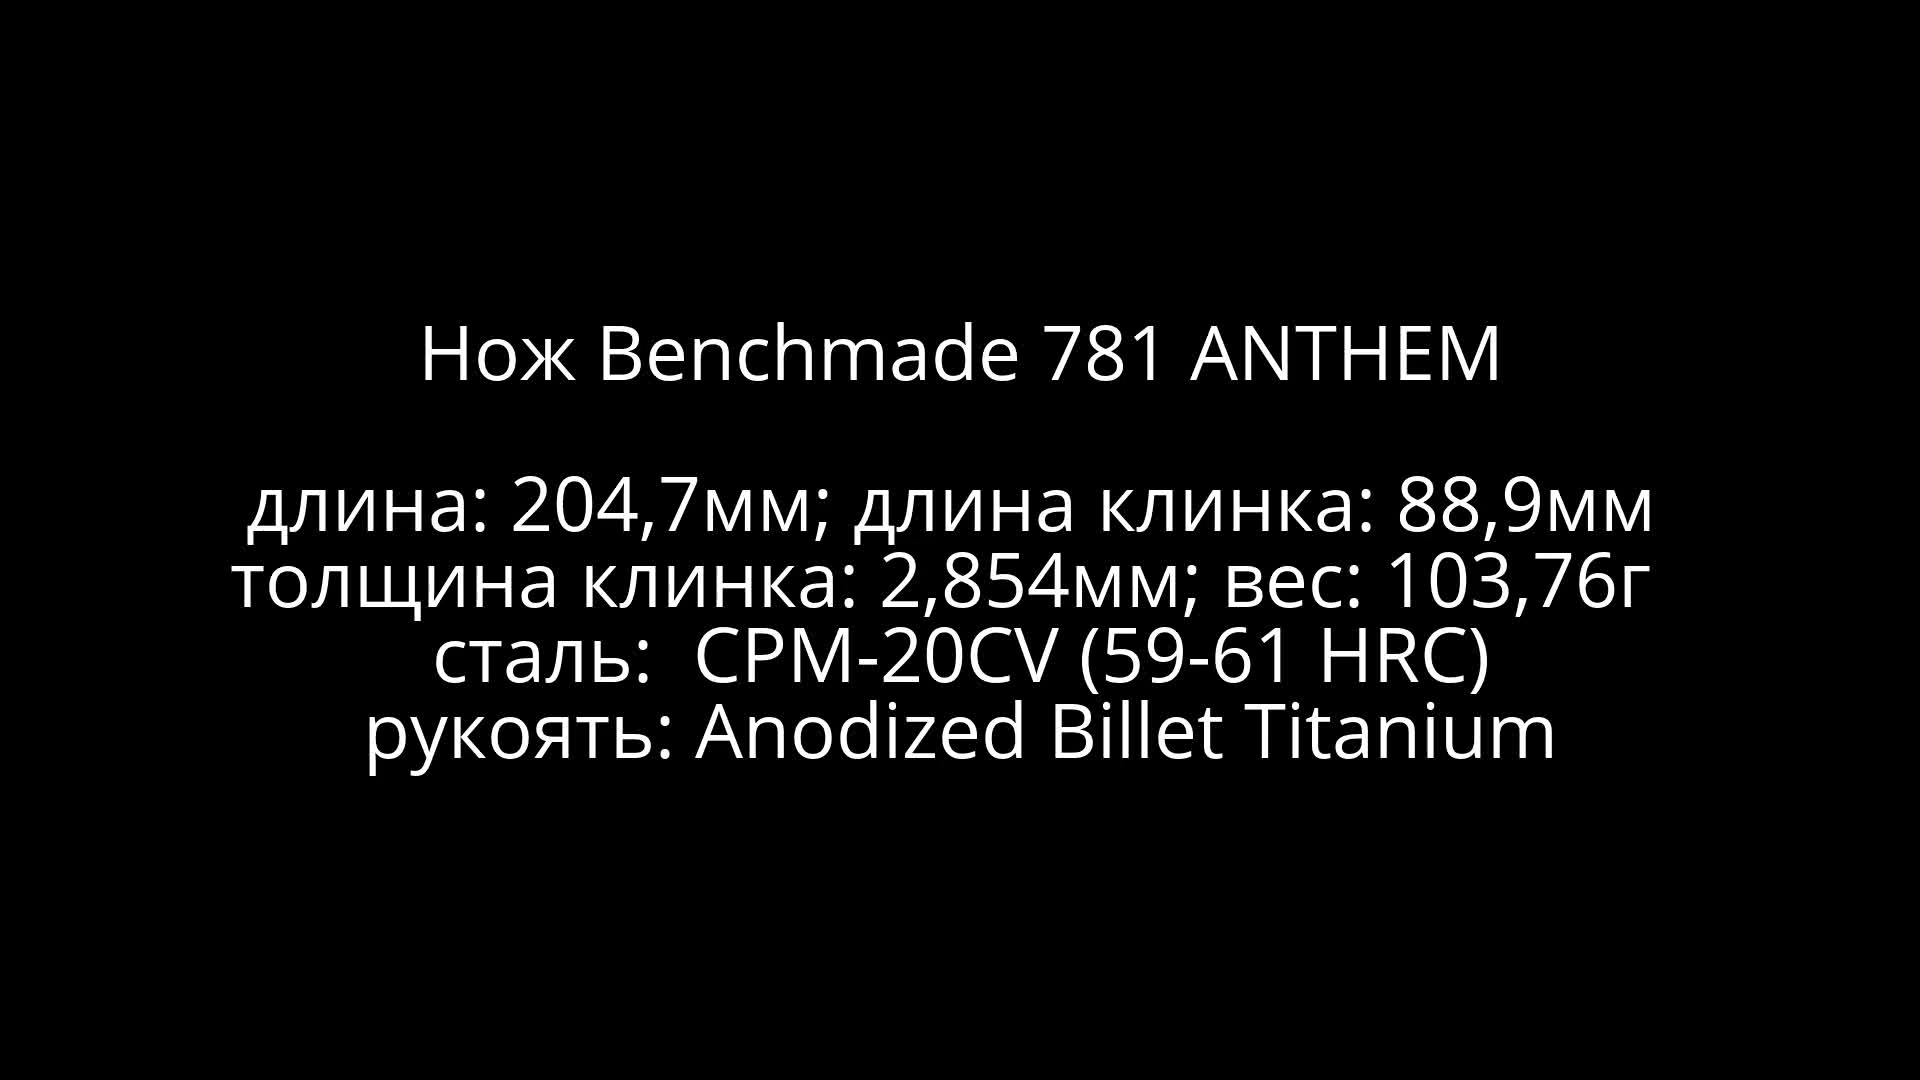 Нож Benchmade 781 ANTHEM
длина: 204,7мм; длина клинка: 88,9мм
толщина клинка: 2,854мм; вес: 103,76г
сталь:  CPM-20CV (59-61 HRC)
рукоять: Anodized Billet Titanium